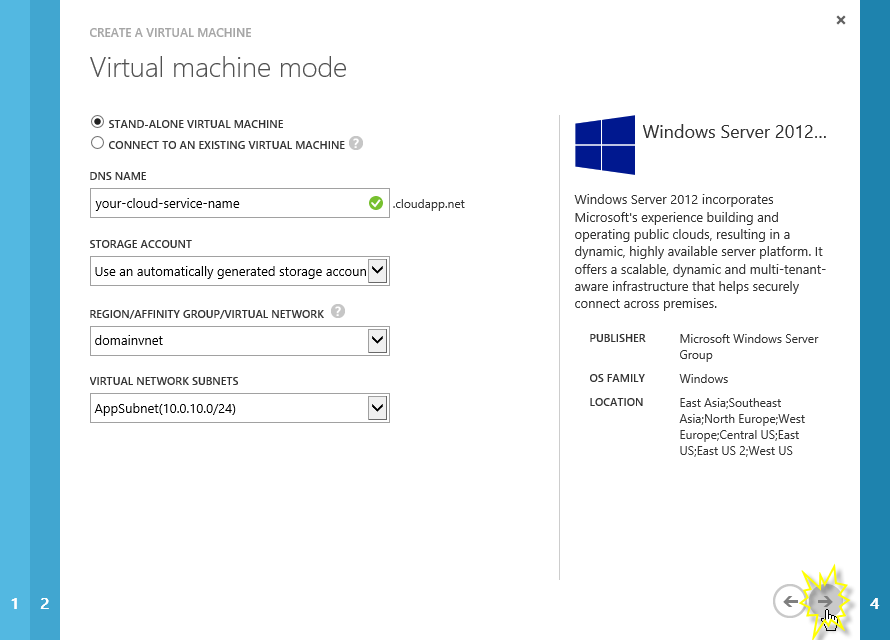 CREATE A VIRTUAL MACHINE
Virtual machine mode
STAND-ALONE VIRTUAL MACHINE
CONNECT TO AN EXISTING VIRTUAL MACHINE ?
DNS NAME
your-cloud-service-name .cloudapp.net
STORAGE ACCOUNT
Use an automatically generated storage accoun
REGION/AFFINITY GROUP/VIRTUAL NETWORK ?
domainvnet
VIRTUAL NETWORK SUBNETS
AppSubnet(10.0.10.0/24)
Windows Server 2012...
Windows Server 2012 incorporates
Microsoft's experience building and
operating public clouds, resulting in a
dynamic, highly available server platform. It
offers a scalable, dynamic and multi-tenant-
aware infrastructure that helps securely
connect across premises.
PUBLISHER Microsoft Windows Server
Group
OS FAMILY Windows
LOCATION East Asia;Southeast
Asia;North Europe;West
Europe;Central US;East
US;East US 2;West US
1 2 4